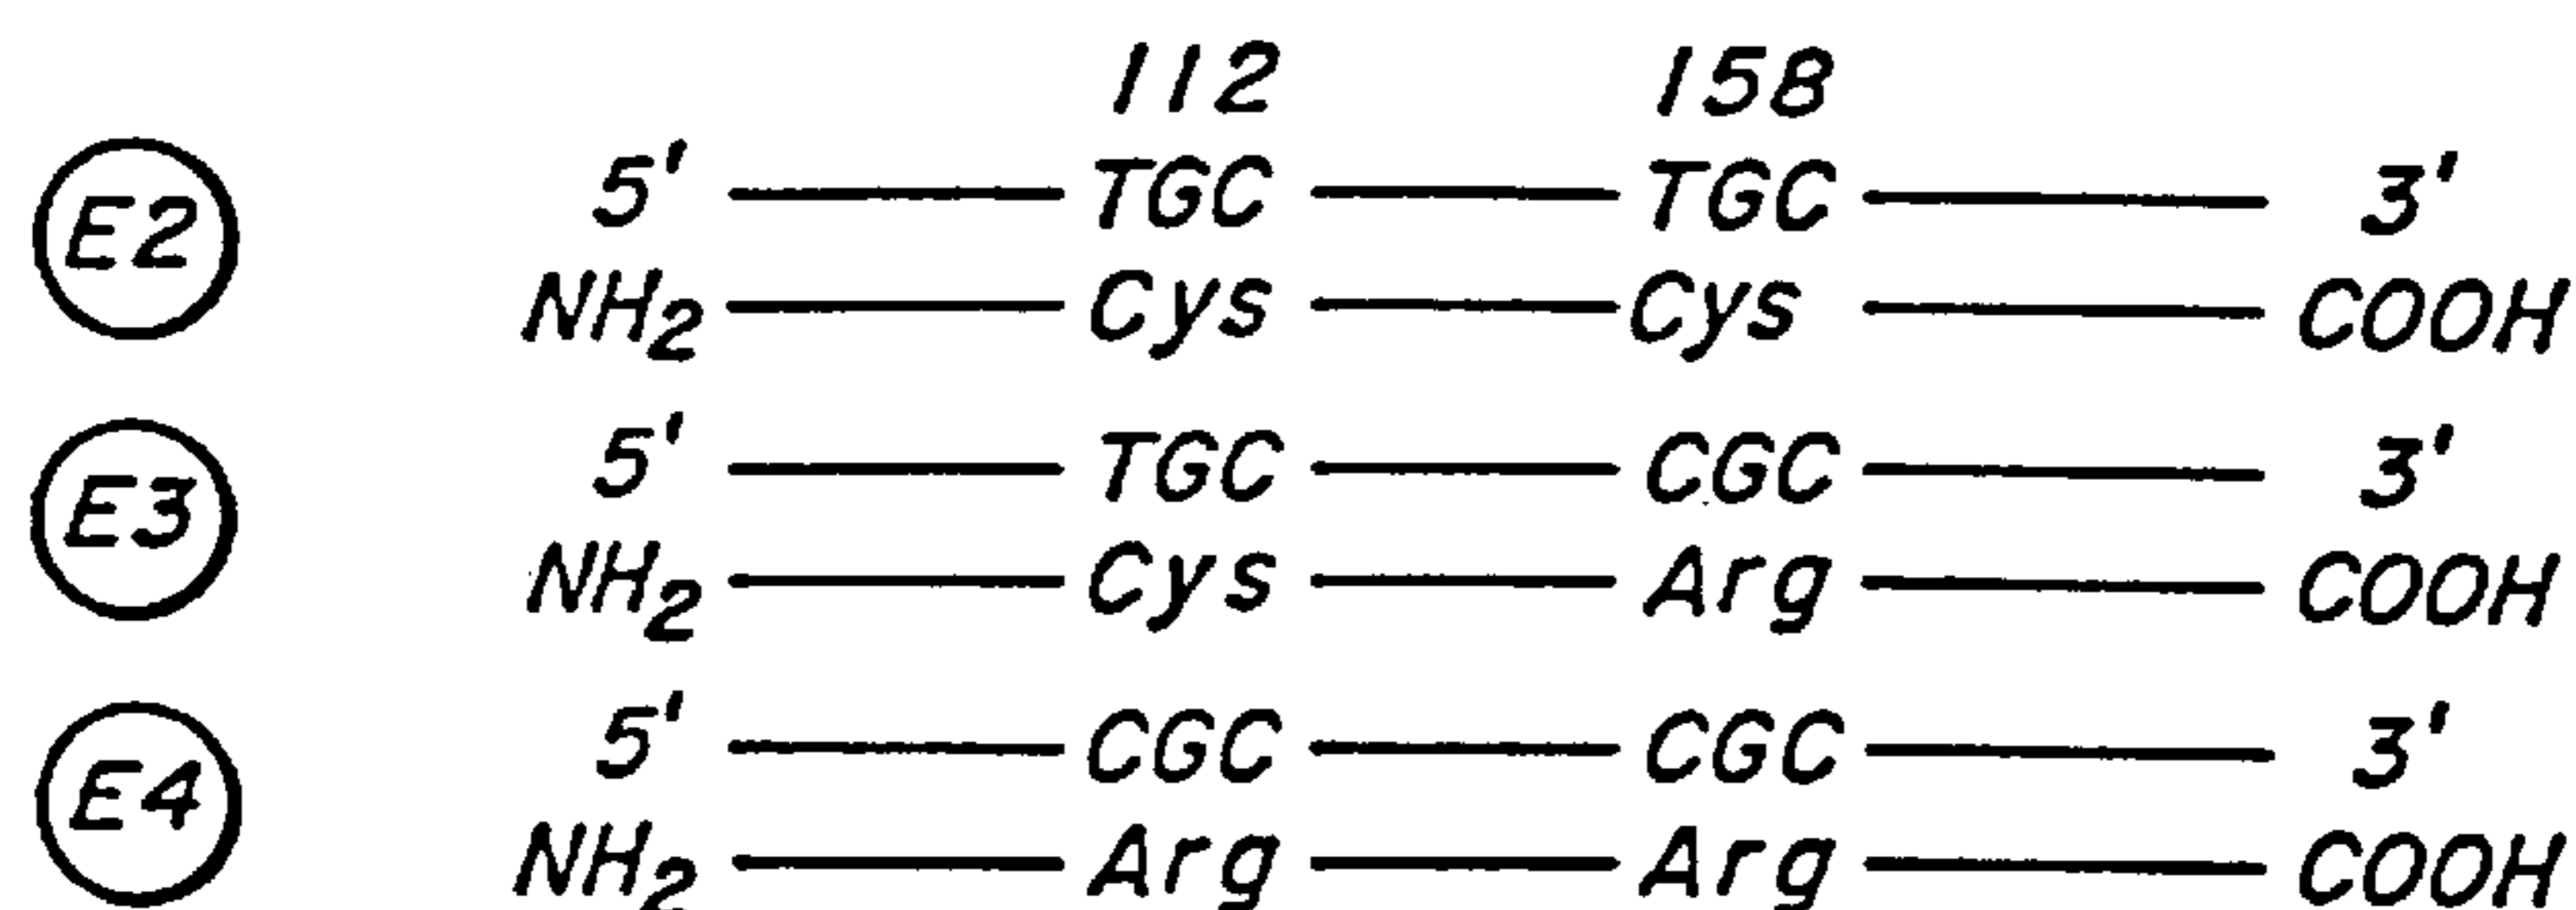 112 158
E2 5' TGC TGC 3'
NH2 Cys Cys COOH
E3 5' TGC CGC 3'
NH2 Cys Arg COOH
E4 5' CGC CGC 3'
NH2 Arg Arg COOH